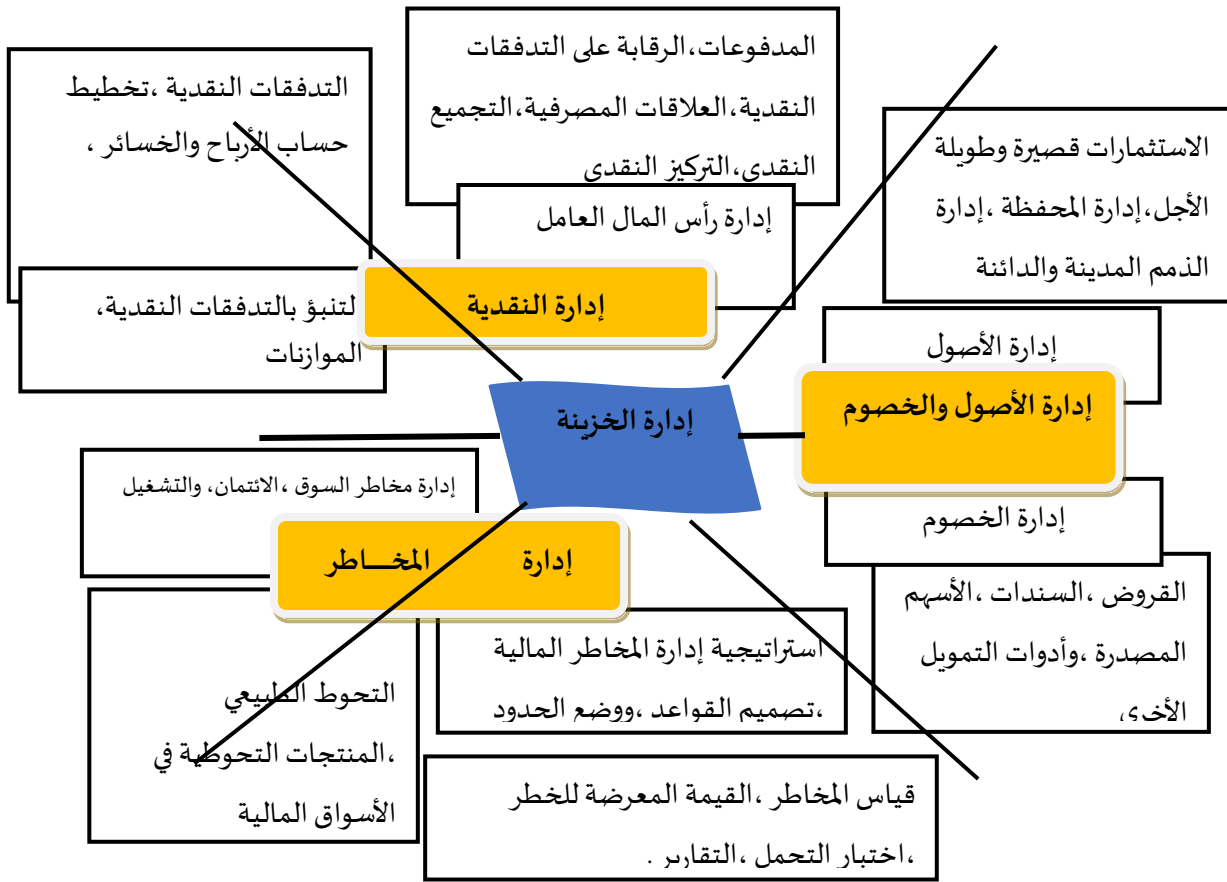 المدفوعات،الرقابة على التدفقات
النقدية،العلاقات المصرفية،التجميع
النقدي،التركيز النقدي
التدفقات النقدية ،تخطيط
حساب الأرباح والخسائر ،
الاستثمارات قصيرة وطويلة
الأجل،إدارة المحفظة ،إدارة
الذمم المدينة والدائنة
إدارة رأس المال العامل
إدارة النقدية
لتنبؤ بالتدفقات النقدية،
الموازنات
إدارة الأصول
إدارة الأصول والخصوم
إدارة الخزينة
إدارة الخصوم
إدارة مخاطر السوق ،الائتمان، والتشغيل
إدارة المخـــاطر
القروض ،السندات ،الأسهم
المصدرة ،وأدوات التمويل
الأخرى
استراتيجية إدارة المخاطر المالية
،تصميم القواعد ،ووضع الحدود
التحوط الطبيعي
،المنتجات التحوطية في
الأسواق المالية
قياس المخاطر ،القيمة المعرضة للخطر
،اختبار التحمل ،التقارير .